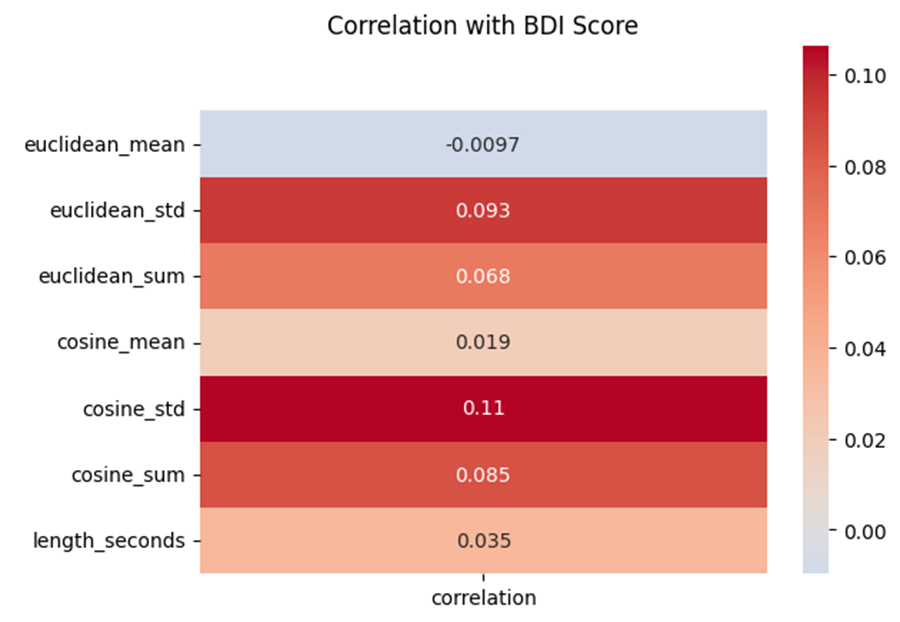 Correlation with BDI Score
euclidean_mean
-0.0097
euclidean_std
0.093
euclidean_sum
0.068
cosine_mean
0.019
cosine_std
0.11
cosine_sum
0.085
length_seconds
0.035
correlation
0.10
0.08
0.06
0.04
0.02
0.00